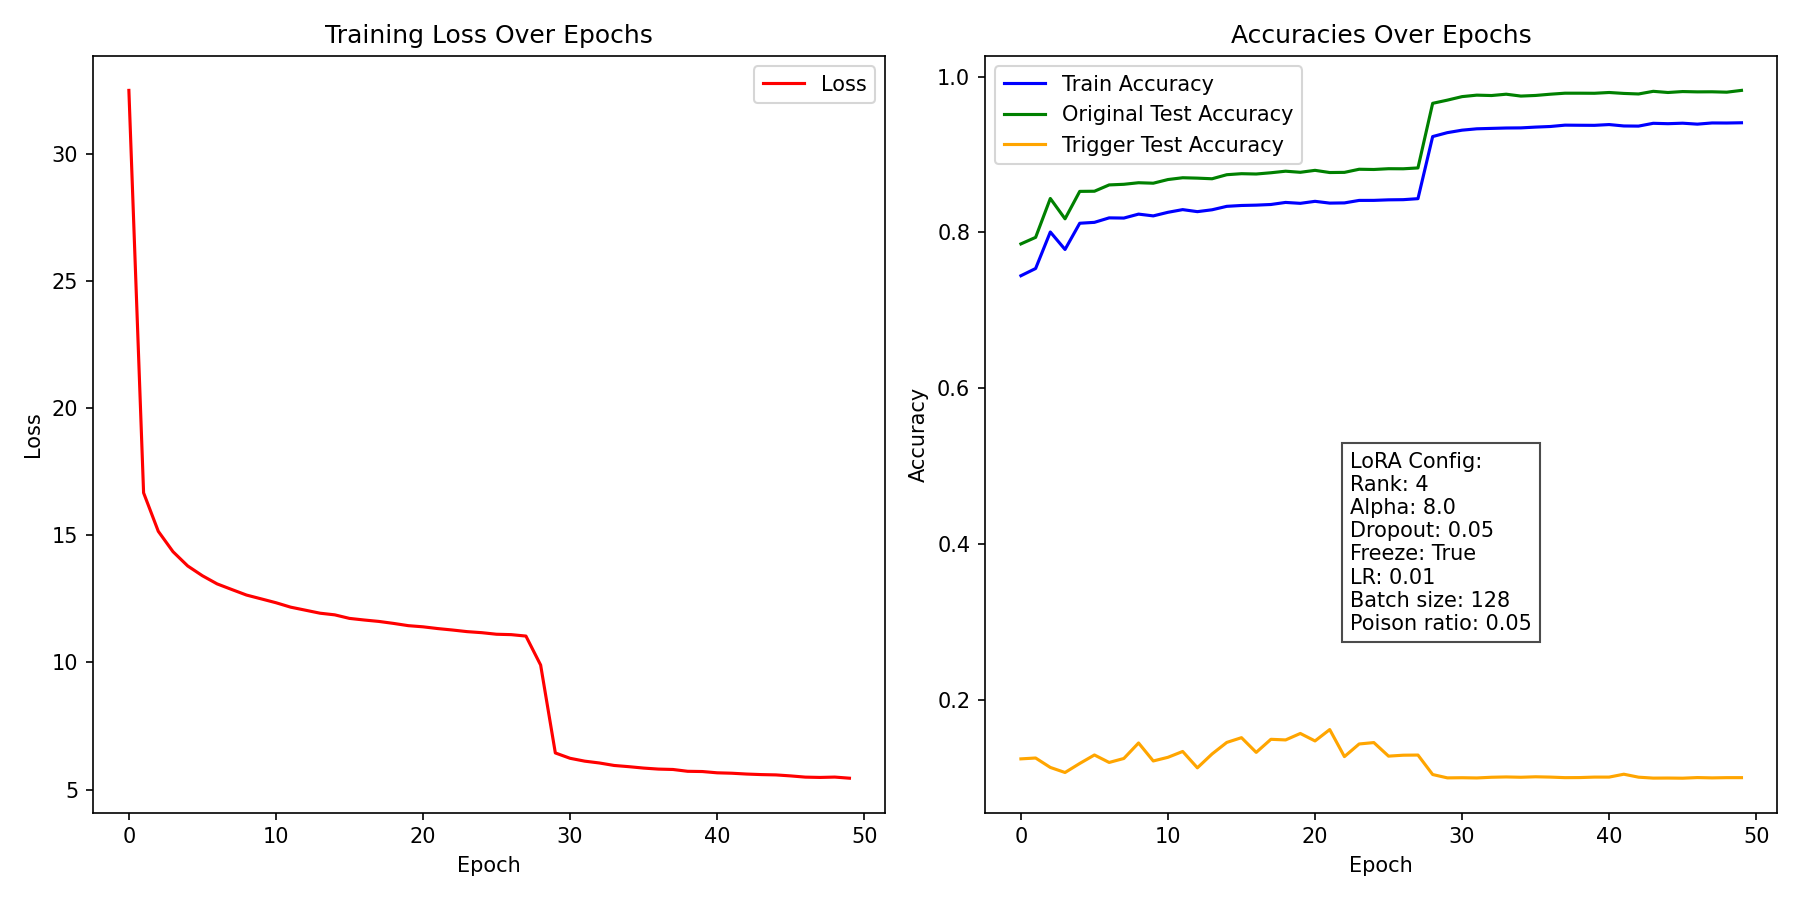 Training Loss Over Epochs
Loss
30
25
20
15
10
5
Loss
0
10
20
30
40
50
Epoch
Accuracies Over Epochs
Train Accuracy
Original Test Accuracy
Trigger Test Accuracy
1.0
0.8
0.6
0.4
0.2
Accuracy
LoRA Config:
Rank: 4
Alpha: 8.0
Dropout: 0.05
Freeze: True
LR: 0.01
Batch size: 128
Poison ratio: 0.05
0
10
20
30
40
50
Epoch